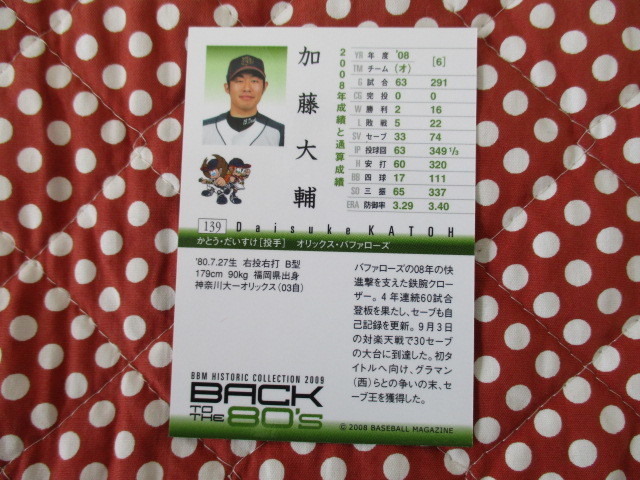 加藤大輔
2008年成績と通算成績
YR 年度 '08 [6]
TM チーム (オ)
G 試合 63 291
CG 完投 0 0
W 勝利 2 16
L 敗戦 5 22
SV セーブ 33 74
IP 投球回 63 349 1/3
H 安打 60 320
BB 四球 17 111
SO 三振 65 337
ERA 防御率 3.29 3.40
139 Daisuke KATOH
かとう・だいすけ[投手] オリックス・バファローズ
'80.7.27生 右投右打 B型
179cm 90kg 福岡県出身
神奈川大ーオリックス(03自)
バファローズの08年の快
進撃を支えた鉄腕クロー
ザー。4年連続60試合
登板を果たし、セーブも自
己記録を更新。9月3日
の対楽天戦で30セーブ
の大台に到達した。初タ
イトルへ向け、グラマン
(西)らとの争いの末、セ
ーブ王を獲得した。
BBM HISTORIC COLLECTION 2009
BACK
TO THE 80's
© 2008 BASEBALL MAGAZINE